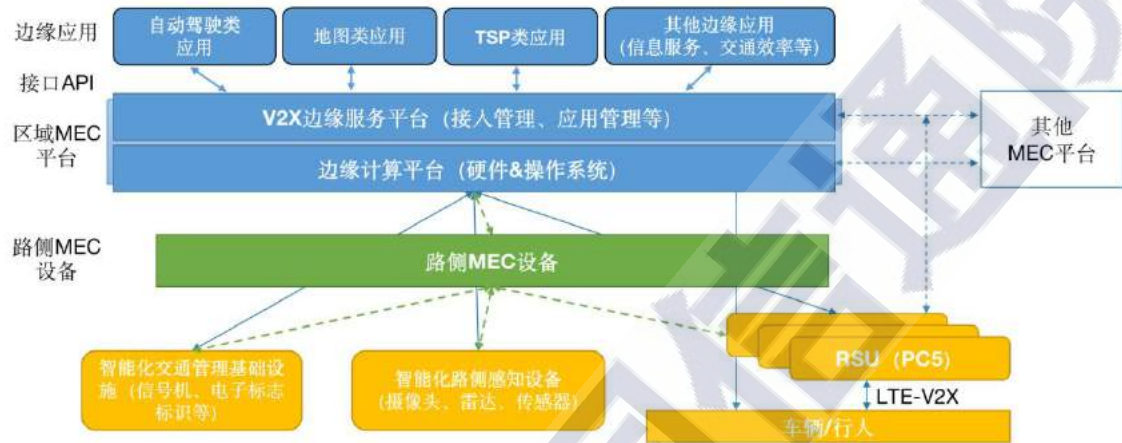 边缘应用
自动驾驶类
应用
地图类应用
TSP类应用
其他边缘应用
(信息服务、交通效率等)
接口API
区域MEC
平台
V2X边缘服务平台（接入管理、应用管理等）
边缘计算平台（硬件&操作系统）
其他
MEC平台
路侧MEC
设备
路侧MEC设备
智能化交通管理基础设
施（信号机、电子标志
标识等）
智能化路侧感知设备
（摄像头、雷达、传感器）
RSU（PC5）
LTE-V2X
车辆/行人
信通院